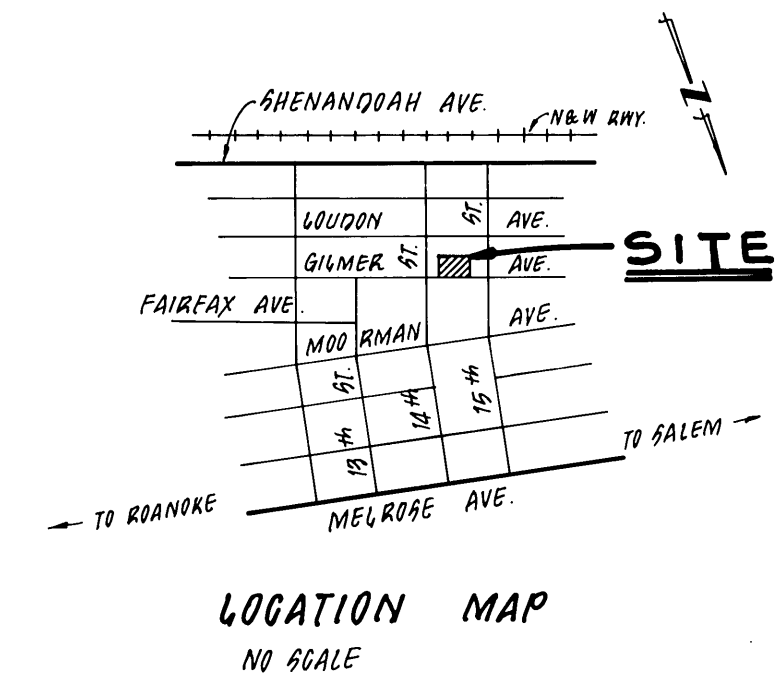 SHENANDOAH AVE.
N&W RWY.
N
LOUDON ST. AVE.
GILMER ST. AVE.
SITE
FAIRFAX AVE.
MOORMAN AVE.
13th ST.
14th
15th
TO SALEM
TO ROANOKE
MELROSE AVE.
LOCATION MAP
NO SCALE